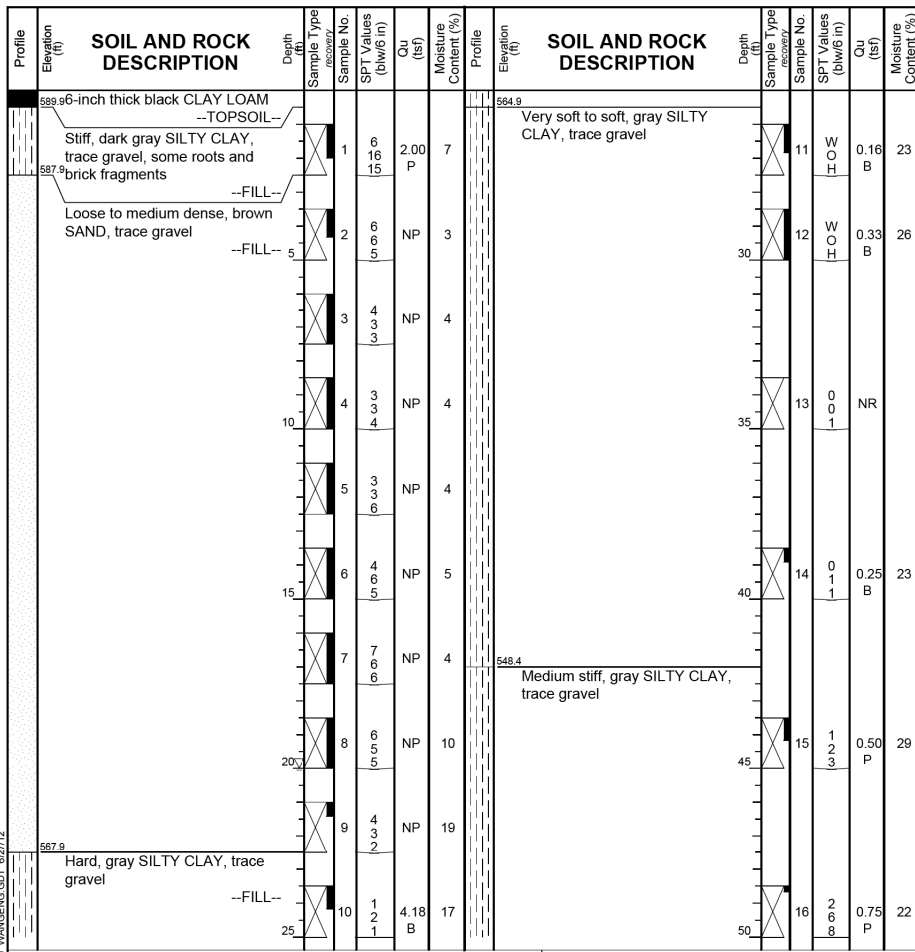 Profile
Elevation (ft)
SOIL AND ROCK DESCRIPTION
Depth (ft)
Sample Type
recovery
Sample No.
SPT Values (blw/6 in)
Qu (tsf)
Moisture Content (%)
Profile
Elevation (ft)
SOIL AND ROCK DESCRIPTION
Depth (ft)
Sample Type
recovery
Sample No.
SPT Values (blw/6 in)
Qu (tsf)
Moisture Content (%)
589.9 6-inch thick black CLAY LOAM
--TOPSOIL--
Stiff, dark gray SILTY CLAY,
trace gravel, some roots and
587.9 brick fragments
--FILL--
1 6 16 15 2.00 P 7
Loose to medium dense, brown
SAND, trace gravel
--FILL-- 5
2 6 6 5 NP 3
3 4 3 3 NP 4
10 4 3 3 4 NP 4
5 3 3 6 NP 4
15 6 4 6 5 NP 5
7 7 6 6 NP 4
20 8 6 5 5 NP 10
9 4 3 2 NP 19
567.9
Hard, gray SILTY CLAY, trace
gravel
--FILL--
25 10 1 2 1 4.18 B 17
564.9
Very soft to soft, gray SILTY
CLAY, trace gravel
11 W O H 0.16 B 23
30 12 W O H 0.33 B 26
35 13 0 0 1 NR
40 14 0 1 1 0.25 B 23
548.4
Medium stiff, gray SILTY CLAY,
trace gravel
45 15 1 2 3 0.50 P 29
50 16 2 6 8 0.75 P 22